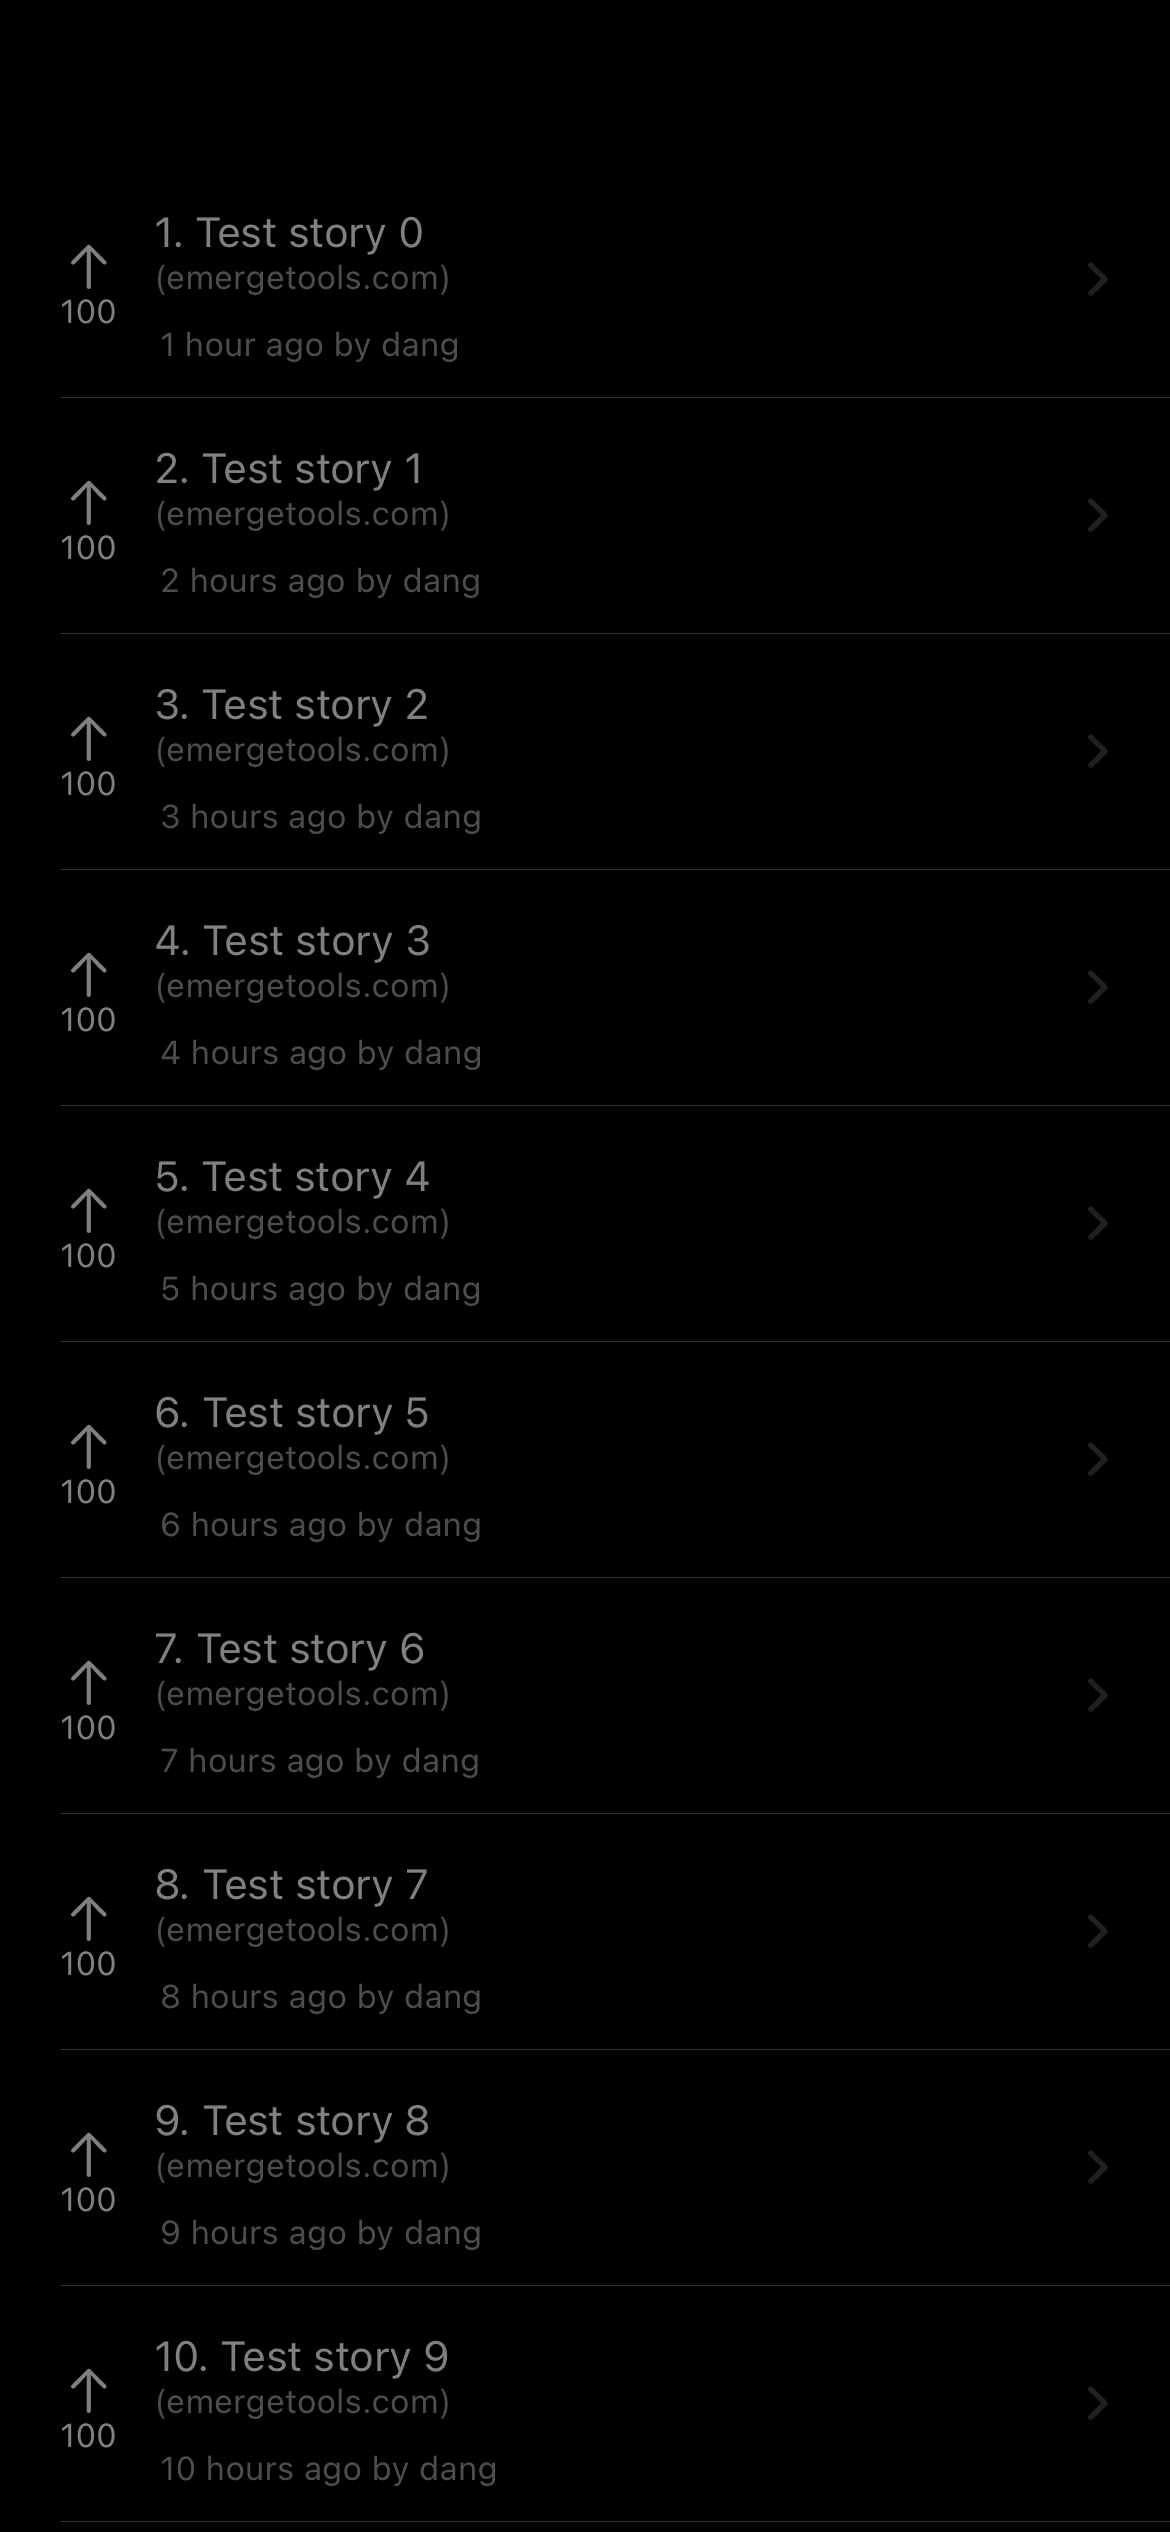 1. Test story 0
(emergetools.com)
100
1 hour ago by dang
2. Test story 1
(emergetools.com)
100
2 hours ago by dang
3. Test story 2
(emergetools.com)
100
3 hours ago by dang
4. Test story 3
(emergetools.com)
100
4 hours ago by dang
5. Test story 4
(emergetools.com)
100
5 hours ago by dang
6. Test story 5
(emergetools.com)
100
6 hours ago by dang
7. Test story 6
(emergetools.com)
100
7 hours ago by dang
8. Test story 7
(emergetools.com)
100
8 hours ago by dang
9. Test story 8
(emergetools.com)
100
9 hours ago by dang
10. Test story 9
(emergetools.com)
100
10 hours ago by dang